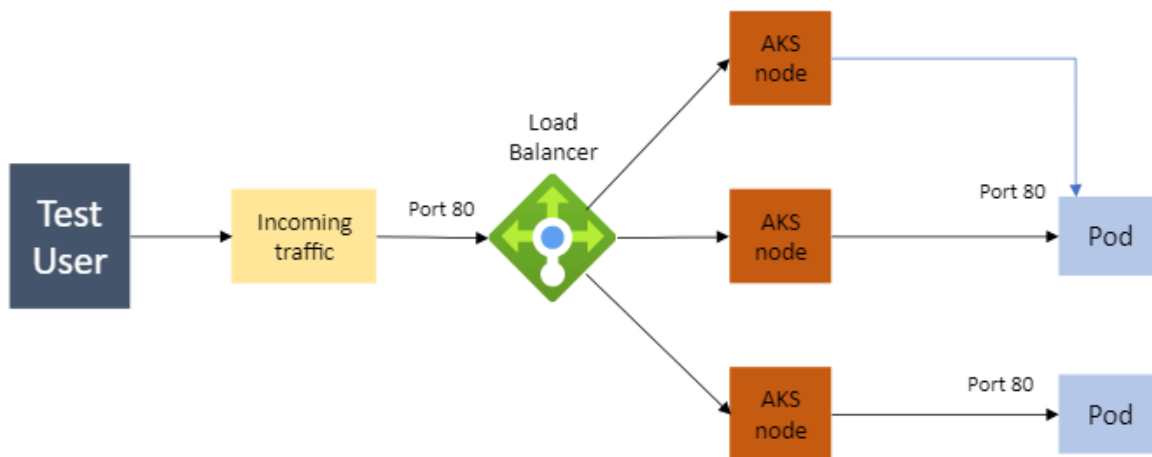 Test
User
Incoming
traffic
Port 80
Load
Balancer
AKS
node
AKS
node
Port 80
Pod
AKS
node
Port 80
Pod